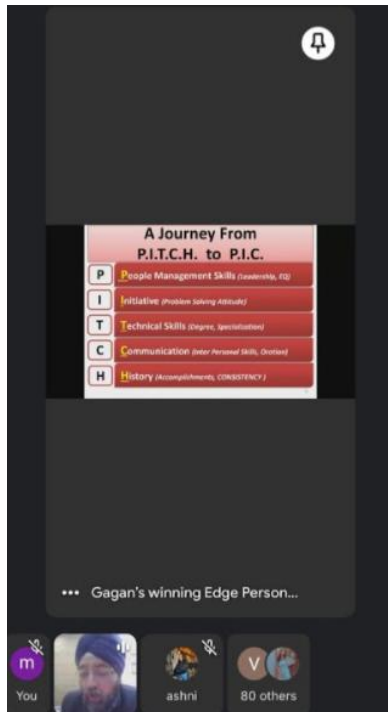 A Journey From
P.I.T.C.H. to P.I.C.
P People Management Skills (Leadership, EQ)
I Initiative (Problem Solving Attitude)
T Technical Skills (Degree, Specialization)
C Communication (Inter Personal Skills, Oration)
H History (Accomplishments, CONSISTENCY )
Gagan's winning Edge Person...
m
V
You
ashni
80 others